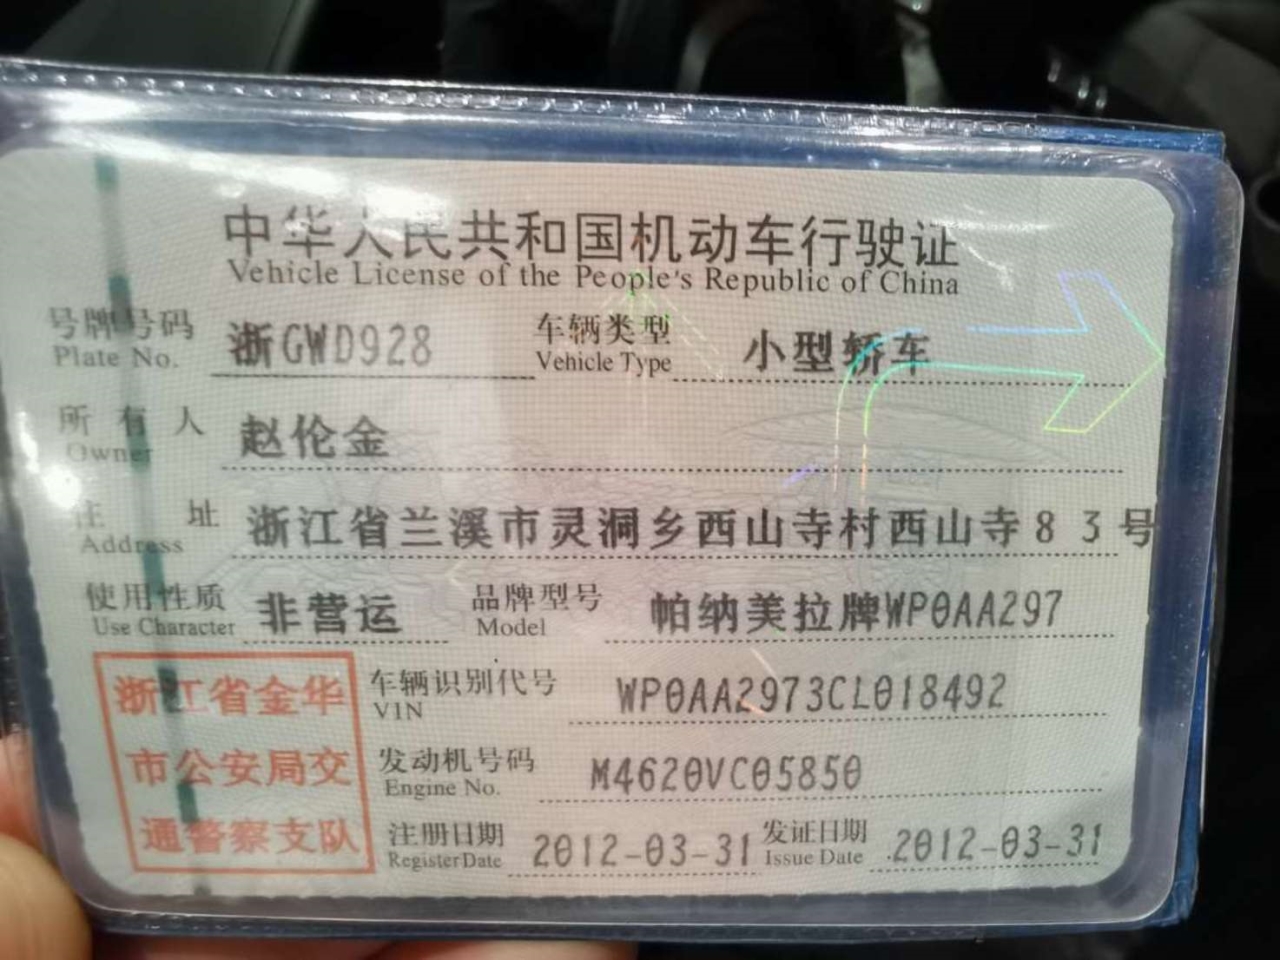 中华人民共和国机动车行驶证
Vehicle License of the People's Republic of China
号牌号码 浙GWD928 车辆类型 小型轿车
Plate No. Vehicle Type
所有人 赵伦金
Owner
住址 浙江省兰溪市灵洞乡西山寺村西山寺83号
Address
使用性质 非营运 品牌型号 帕纳美拉牌WP0AA297
Use Character Model
浙江省金华 车辆识别代号 WP0AA2973CL018492
VIN
市公安局交 发动机号码 M4620VC05850
Engine No.
通警察支队 注册日期 2012-03-31 发证日期 2012-03-31
Register Date Issue Date